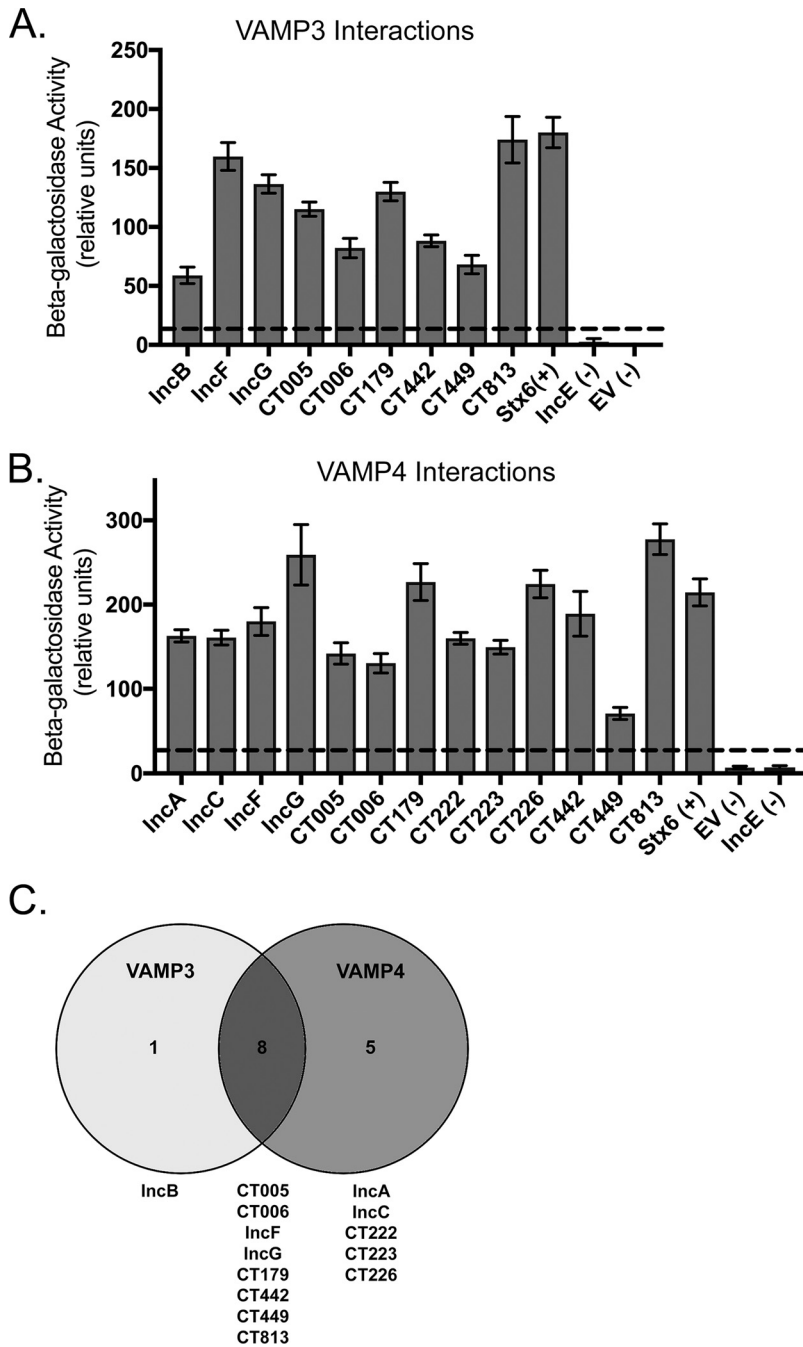 A.
VAMP3 Interactions
Beta-galactosidase Activity
(relative units)
250
200
150
100
50
0
IncB
IncF
IncG
CT005
CT006
CT179
CT442
CT449
CT813
Stx6(+)
IncE (-)
EV (-)
B.
VAMP4 Interactions
Beta-galactosidase Activity
(relative units)
300
200
100
0
IncA
IncC
IncF
IncG
CT005
CT006
CT179
CT222
CT223
CT226
CT442
CT449
CT813
Stx6 (+)
EV (-)
IncE (-)
C.
VAMP3
VAMP4
1
8
5
IncB
CT005
CT006
IncF
IncG
CT179
CT442
CT449
CT813
IncA
IncC
CT222
CT223
CT226